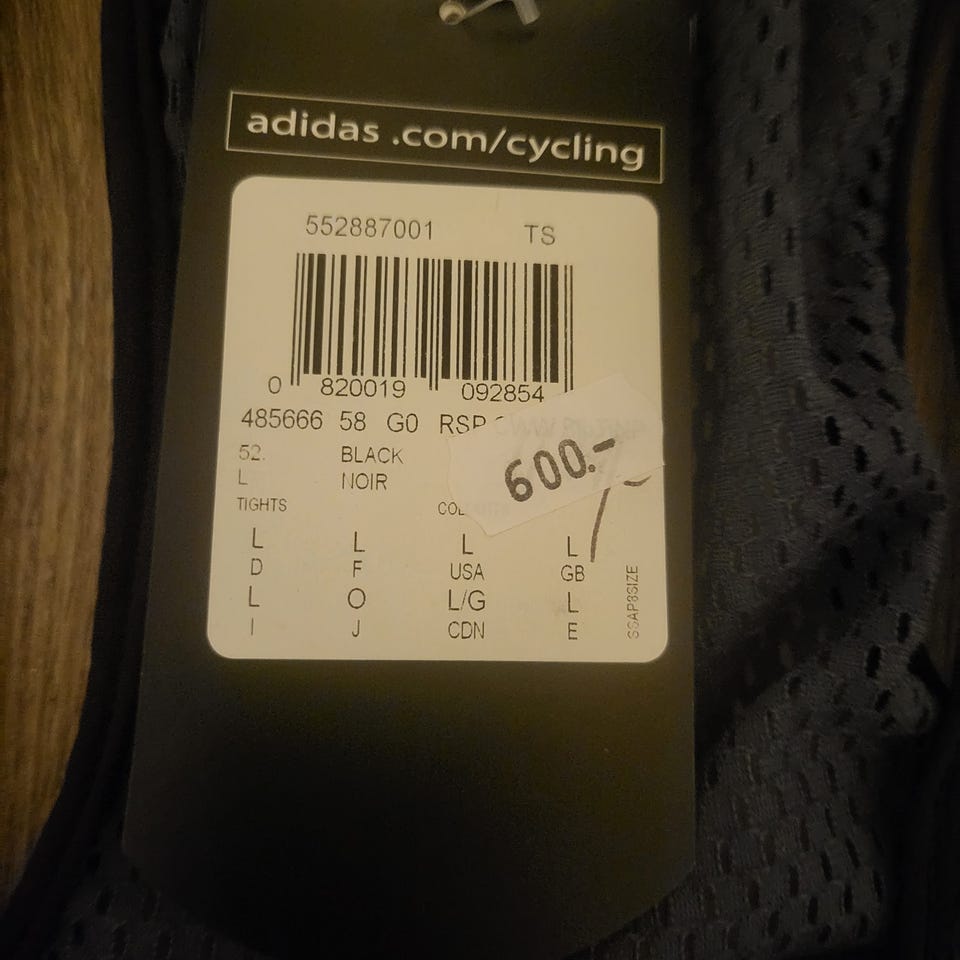 adidas .com/cycling
552887001 TS
0 820019 092854
485666 58 G0 RSP
52. BLACK
L NOIR
600.-
TIGHTS
L L L L
D F USA GB
L O L/G L
I J CDN E
SSAP8SIZE